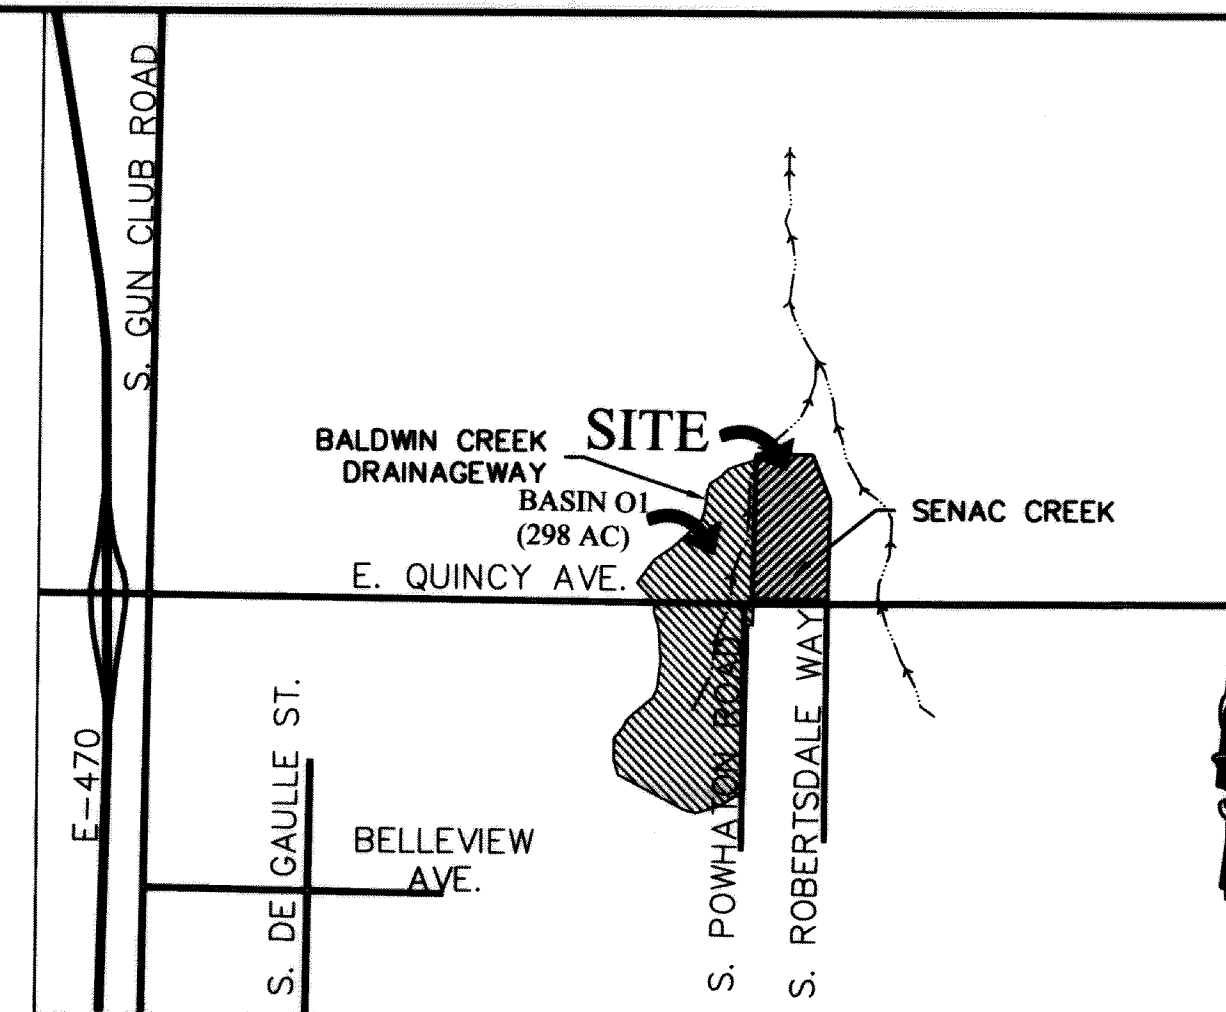 S. GUN CLUB ROAD
BALDWIN CREEK
DRAINAGEWAY
SITE
BASIN O1
(298 AC)
SENAC CREEK
E. QUINCY AVE.
E-470
S. DE GAULLE ST.
BELLEVIEW
AVE.
S. POWHATON ROAD
S. ROBERTSDALE WAY